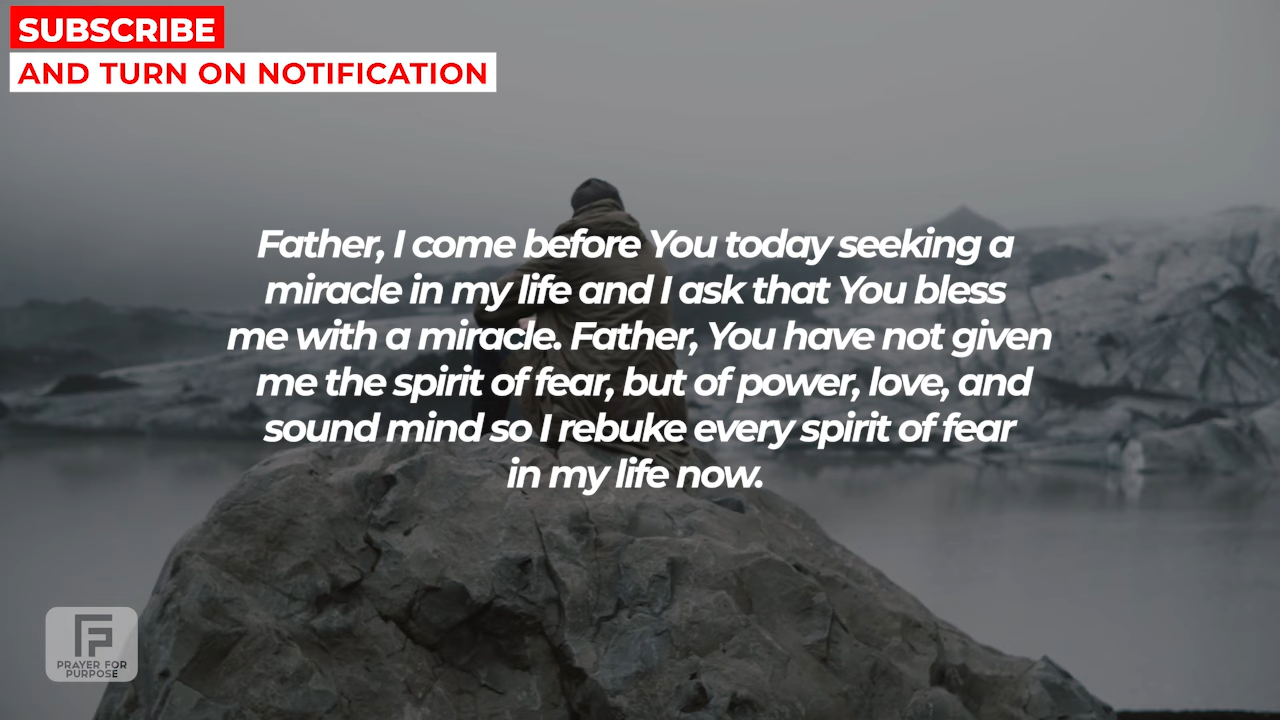 SUBSCRIBE
AND TURN ON NOTIFICATION
Father, I come before You today seeking a
miracle in my life and I ask that You bless
me with a miracle. Father, You have not given
me the spirit of fear, but of power, love, and
sound mind so I rebuke every spirit of fear
in my life now.
PRAYER FOR
PURPOSE